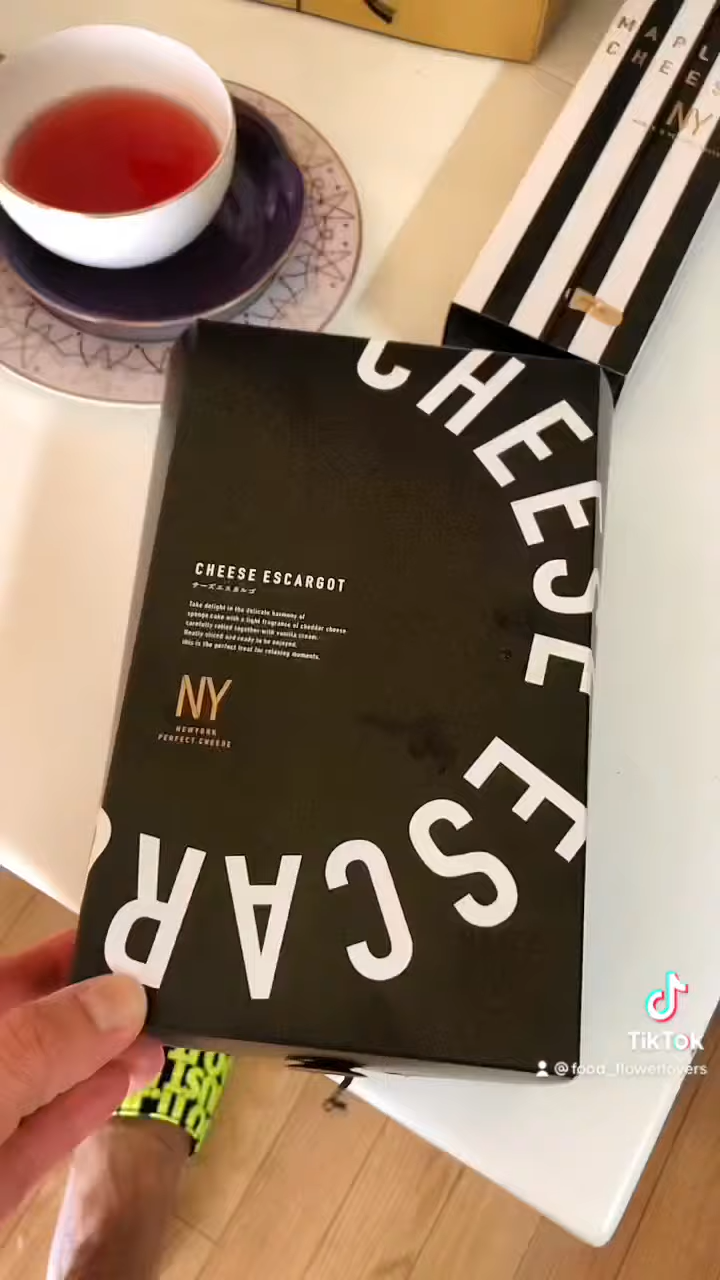 MAPL
CHEES
NY
CHEESE ESCAR
CHEESE ESCARGOT
チーズエスカルゴ
Take delight in the delicate harmony of
sponge cake with a light fragrance of cheddar cheese
carefully rolled together with vanilla cream.
Neatly sliced and ready to be enjoyed,
this is the perfect treat for relaxing moments.
NY
NEWYORK
PERFECT CHEESE
TikTok
@food_flowerlovers